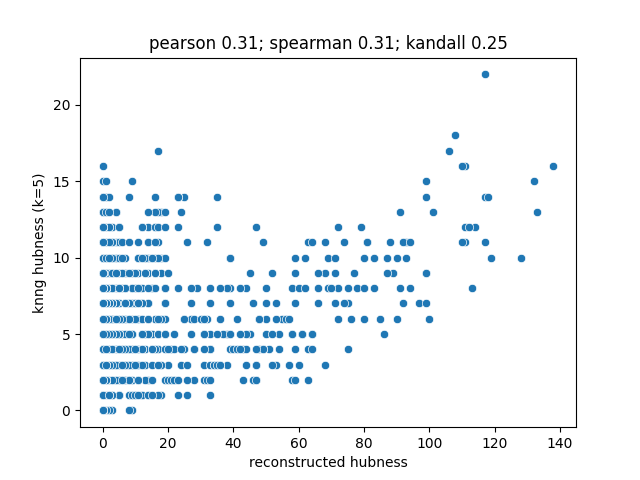 pearson 0.31; spearman 0.31; kandall 0.25
knng hubness (k=5)
20
15
10
5
0
0 20 40 60 80 100 120 140
reconstructed hubness